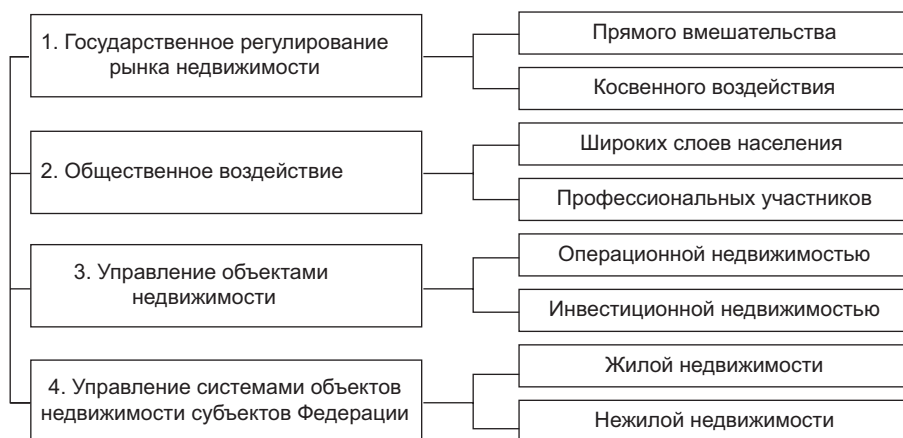 1. Государственное регулирование
рынка недвижимости
Прямого вмешательства
Косвенного воздействия
2. Общественное воздействие
Широких слоев населения
Профессиональных участников
3. Управление объектами
недвижимости
Операционной недвижимостью
Инвестиционной недвижимостью
4. Управление системами объектов
недвижимости субъектов Федерации
Жилой недвижимости
Нежилой недвижимости